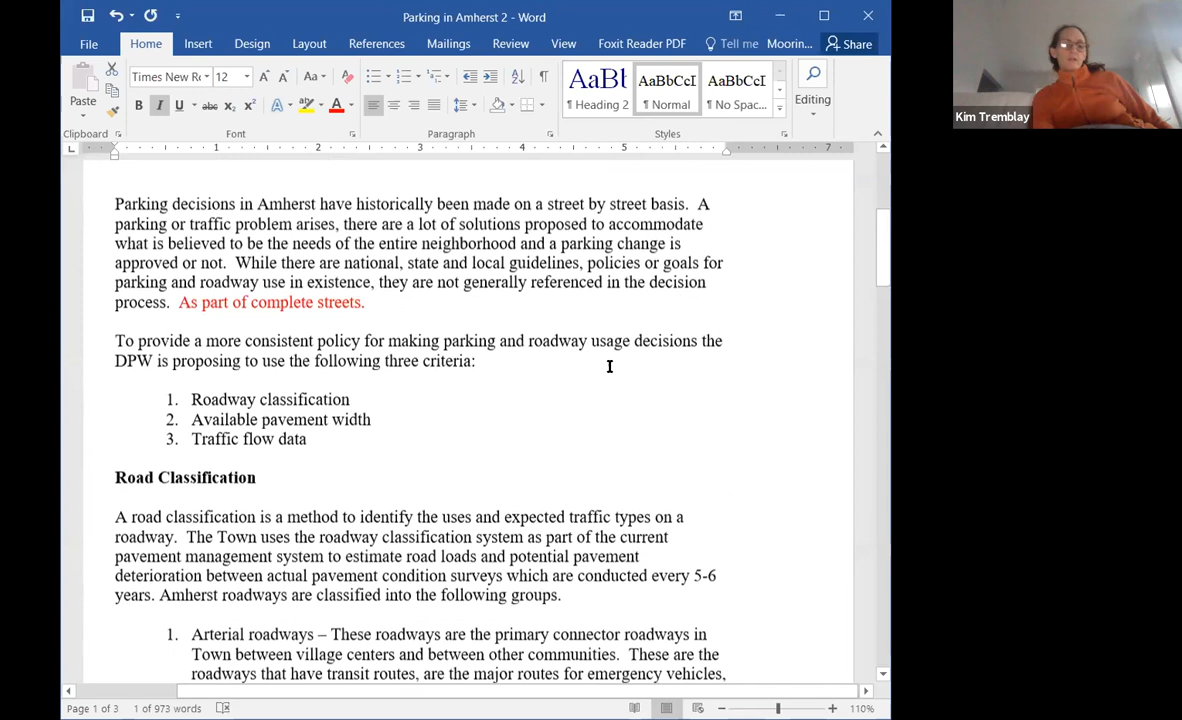 Parking in Amherst 2 - Word
File Home Insert Design Layout References Mailings Review View Foxit Reader PDF Tell me Moorin... Share
Paste
Times New Ro 12 Aa
B I U abc x₂ x² A A
AaBb AaBbCcI AaBbCcI
¶ Heading 2 ¶ Normal ¶ No Spac...
Editing
Clipboard Font Paragraph Styles
1 2 3 4 5 7
Kim Tremblay
Parking decisions in Amherst have historically been made on a street by street basis. A
parking or traffic problem arises, there are a lot of solutions proposed to accommodate
what is believed to be the needs of the entire neighborhood and a parking change is
approved or not. While there are national, state and local guidelines, policies or goals for
parking and roadway use in existence, they are not generally referenced in the decision
process. As part of complete streets.
To provide a more consistent policy for making parking and roadway usage decisions the
DPW is proposing to use the following three criteria:
1. Roadway classification
2. Available pavement width
3. Traffic flow data
Road Classification
A road classification is a method to identify the uses and expected traffic types on a
roadway. The Town uses the roadway classification system as part of the current
pavement management system to estimate road loads and potential pavement
deterioration between actual pavement condition surveys which are conducted every 5-6
years. Amherst roadways are classified into the following groups.
1. Arterial roadways – These roadways are the primary connector roadways in
Town between village centers and between other communities. These are the
roadways that have transit routes, are the major routes for emergency vehicles,
Page 1 of 3 1 of 973 words 110%